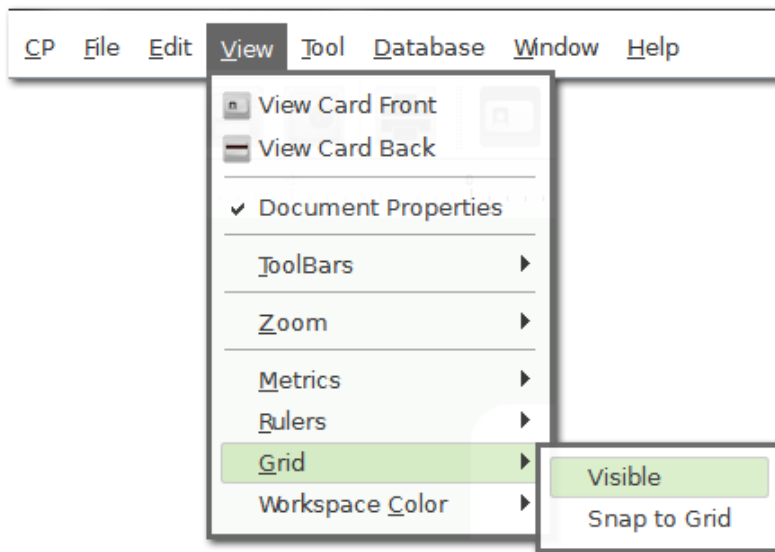 CP File Edit View Tool Database Window Help
View Card Front
View Card Back
Document Properties
ToolBars
Zoom
Metrics
Rulers
Grid
Visible
Workspace Color
Snap to Grid